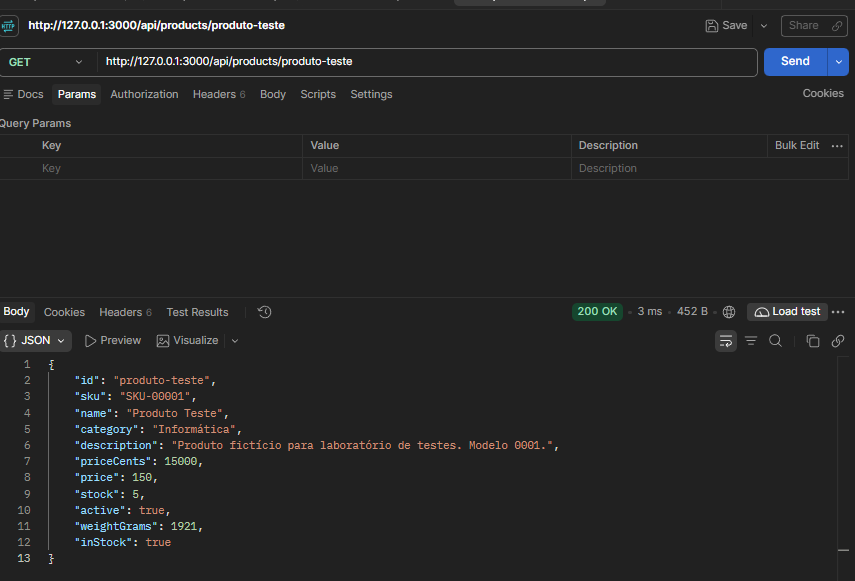 HTTP http://127.0.0.1:3000/api/products/produto-teste Save Share
GET http://127.0.0.1:3000/api/products/produto-teste Send
Docs Params Authorization Headers 6 Body Scripts Settings Cookies
Query Params
Key Value Description Bulk Edit
Key Value Description
Body Cookies Headers 6 Test Results 200 OK 3 ms 452 B Load test
{ } JSON Preview Visualize
1 {
2 "id": "produto-teste",
3 "sku": "SKU-00001",
4 "name": "Produto Teste",
5 "category": "Informática",
6 "description": "Produto fictício para laboratório de testes. Modelo 0001.",
7 "priceCents": 15000,
8 "price": 150,
9 "stock": 5,
10 "active": true,
11 "weightGrams": 1921,
12 "inStock": true
13 }